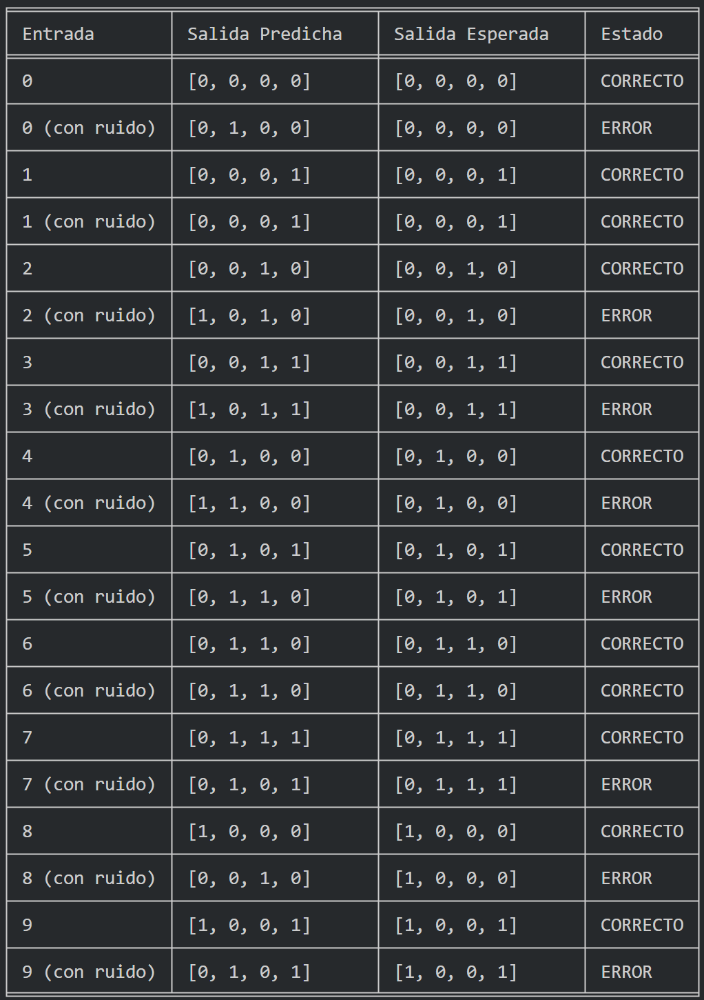 Entrada Salida Predicha Salida Esperada Estado
0 [0, 0, 0, 0] [0, 0, 0, 0] CORRECTO
0 (con ruido) [0, 1, 0, 0] [0, 0, 0, 0] ERROR
1 [0, 0, 0, 1] [0, 0, 0, 1] CORRECTO
1 (con ruido) [0, 0, 0, 1] [0, 0, 0, 1] CORRECTO
2 [0, 0, 1, 0] [0, 0, 1, 0] CORRECTO
2 (con ruido) [1, 0, 1, 0] [0, 0, 1, 0] ERROR
3 [0, 0, 1, 1] [0, 0, 1, 1] CORRECTO
3 (con ruido) [1, 0, 1, 1] [0, 0, 1, 1] ERROR
4 [0, 1, 0, 0] [0, 1, 0, 0] CORRECTO
4 (con ruido) [1, 1, 0, 0] [0, 1, 0, 0] ERROR
5 [0, 1, 0, 1] [0, 1, 0, 1] CORRECTO
5 (con ruido) [0, 1, 1, 0] [0, 1, 0, 1] ERROR
6 [0, 1, 1, 0] [0, 1, 1, 0] CORRECTO
6 (con ruido) [0, 1, 1, 0] [0, 1, 1, 0] CORRECTO
7 [0, 1, 1, 1] [0, 1, 1, 1] CORRECTO
7 (con ruido) [0, 1, 0, 1] [0, 1, 1, 1] ERROR
8 [1, 0, 0, 0] [1, 0, 0, 0] CORRECTO
8 (con ruido) [0, 0, 1, 0] [1, 0, 0, 0] ERROR
9 [1, 0, 0, 1] [1, 0, 0, 1] CORRECTO
9 (con ruido) [0, 1, 0, 1] [1, 0, 0, 1] ERROR